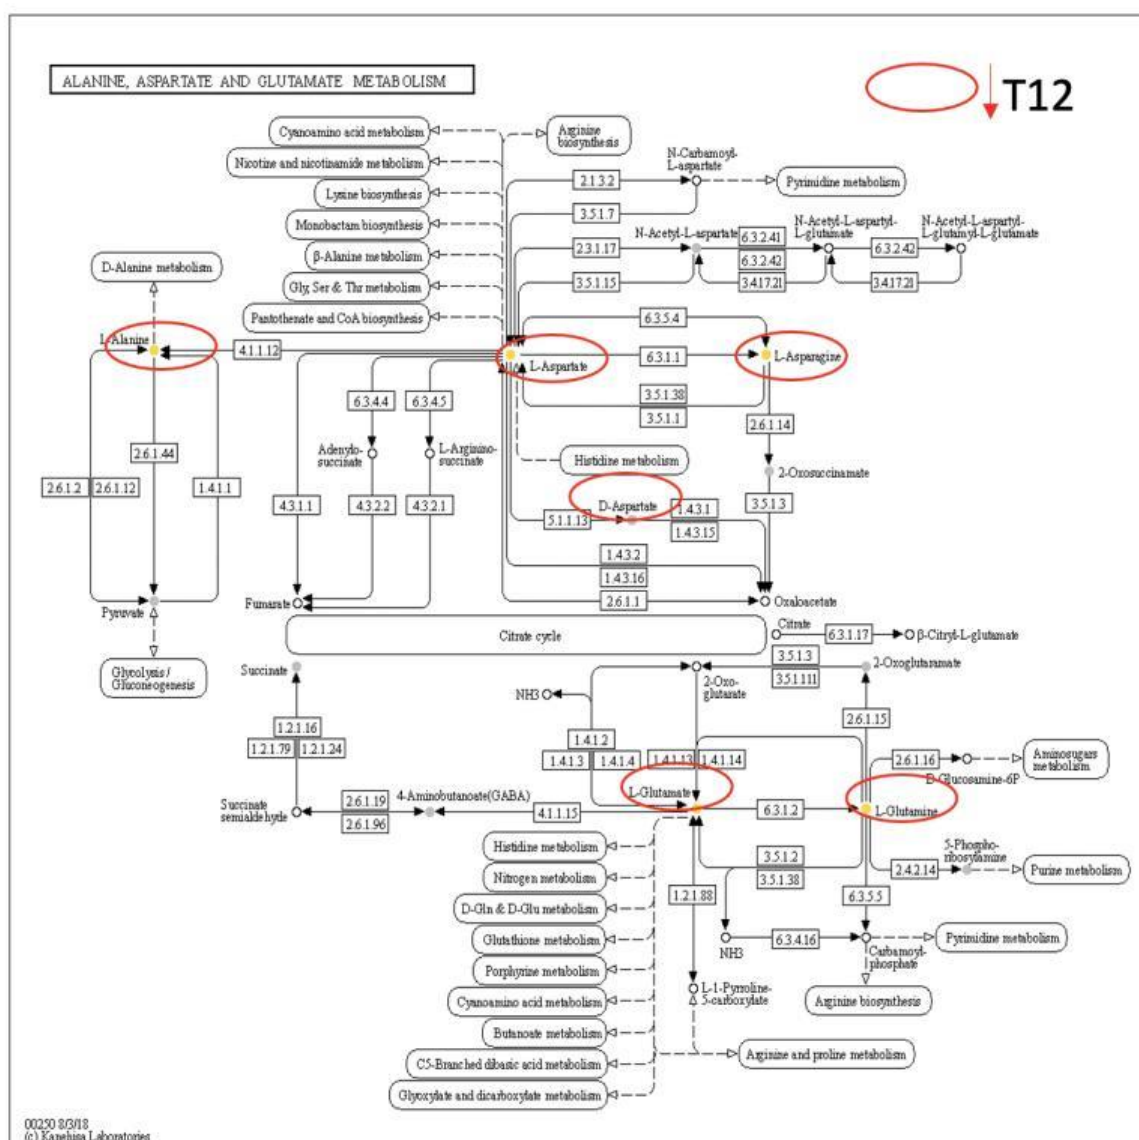 ALANINE, ASPARTATE AND GLUTAMATE METABOLISM
T12
Cyanoamino acid metabolism
Arginine
biosynthesis
Nicotine and nicotinamide metabolism
N-Carbamoyl-
L-aspartate
2.1.3.2
Pyrimidine metabolism
Lysine biosynthesis
3.5.1.7
Monobactam biosynthesis
N-Acetyl-L-aspartate
N-Acetyl-L-aspartyl-
L-glutamate
N-Acetyl-L-aspartyl-
L-glutamyl-L-glutamate
2.3.1.17
6.3.2.41
6.3.2.42
6.3.2.42
β-Alanine metabolism
D-Alanine metabolism
3.5.1.15
3.4.17.21
3.4.17.21
Gly, Ser & Thr metabolism
Pantothenate and CoA biosynthesis
6.3.5.4
L-Alanine
4.1.1.12
L-Aspartate
6.3.1.1
L-Asparagine
3.5.1.38
3.5.1.1
6.3.4.4
6.3.4.5
2.6.1.14
Adenylo-
succinate
L-Arginino-
succinate
2.6.1.44
Histidine metabolism
2-Oxosuccinamate
2.6.1.2
2.6.1.12
1.4.1.1
4.3.1.1
4.3.2.2
4.3.2.1
D-Aspartate
5.1.1.13
1.4.3.1
1.4.3.15
3.5.1.3
1.4.3.2
1.4.3.16
2.6.1.1
Pyruvate
Fumarate
Oxaloacetate
Citrate cycle
Citrate
6.3.1.17
β-Citryl-L-glutamate
Glycolysis /
Gluconeogenesis
Succinate
2-Oxo-
glutarate
3.5.1.3
3.5.1.111
2-Oxoglutaramate
NH3
1.2.1.16
1.2.1.79
1.2.1.24
1.4.1.2
1.4.1.3
1.4.1.4
1.4.1.13
1.4.1.14
2.6.1.15
2.6.1.16
Aminosugars
metabolism
D-Glucosamine-6P
L-Glutamate
L-Glutamine
Succinate
semialdehyde
2.6.1.19
2.6.1.96
4-Aminobutanoate(GABA)
4.1.1.15
6.3.1.2
Histidine metabolism
3.5.1.2
3.5.1.38
5-Phospho-
ribosylamine
2.4.2.14
Purine metabolism
Nitrogen metabolism
1.2.1.88
6.3.5.5
D-Gln & D-Glu metabolism
Glutathione metabolism
NH3
6.3.4.16
Carbamoyl-
phosphate
Pyrimidine metabolism
Porphyrine metabolism
L-1-Pyrroline-
5-carboxylate
Arginine biosynthesis
Cyanoamino acid metabolism
Butanoate metabolism
C5-Branched dibasic acid metabolism
Arginine and proline metabolism
Glyoxylate and dicarboxylate metabolism
00250 8/3/18
(c) Kanehisa Laboratories